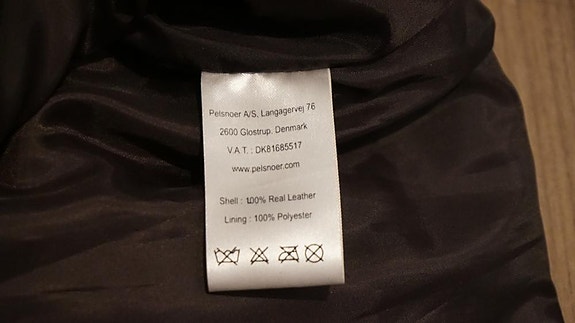 Pelsnoer A/S, Langagervej 76
2600 Glostrup. Denmark
V.A.T. : DK81685517
www.pelsnoer.com
Shell : 100% Real Leather
Lining : 100% Polyester